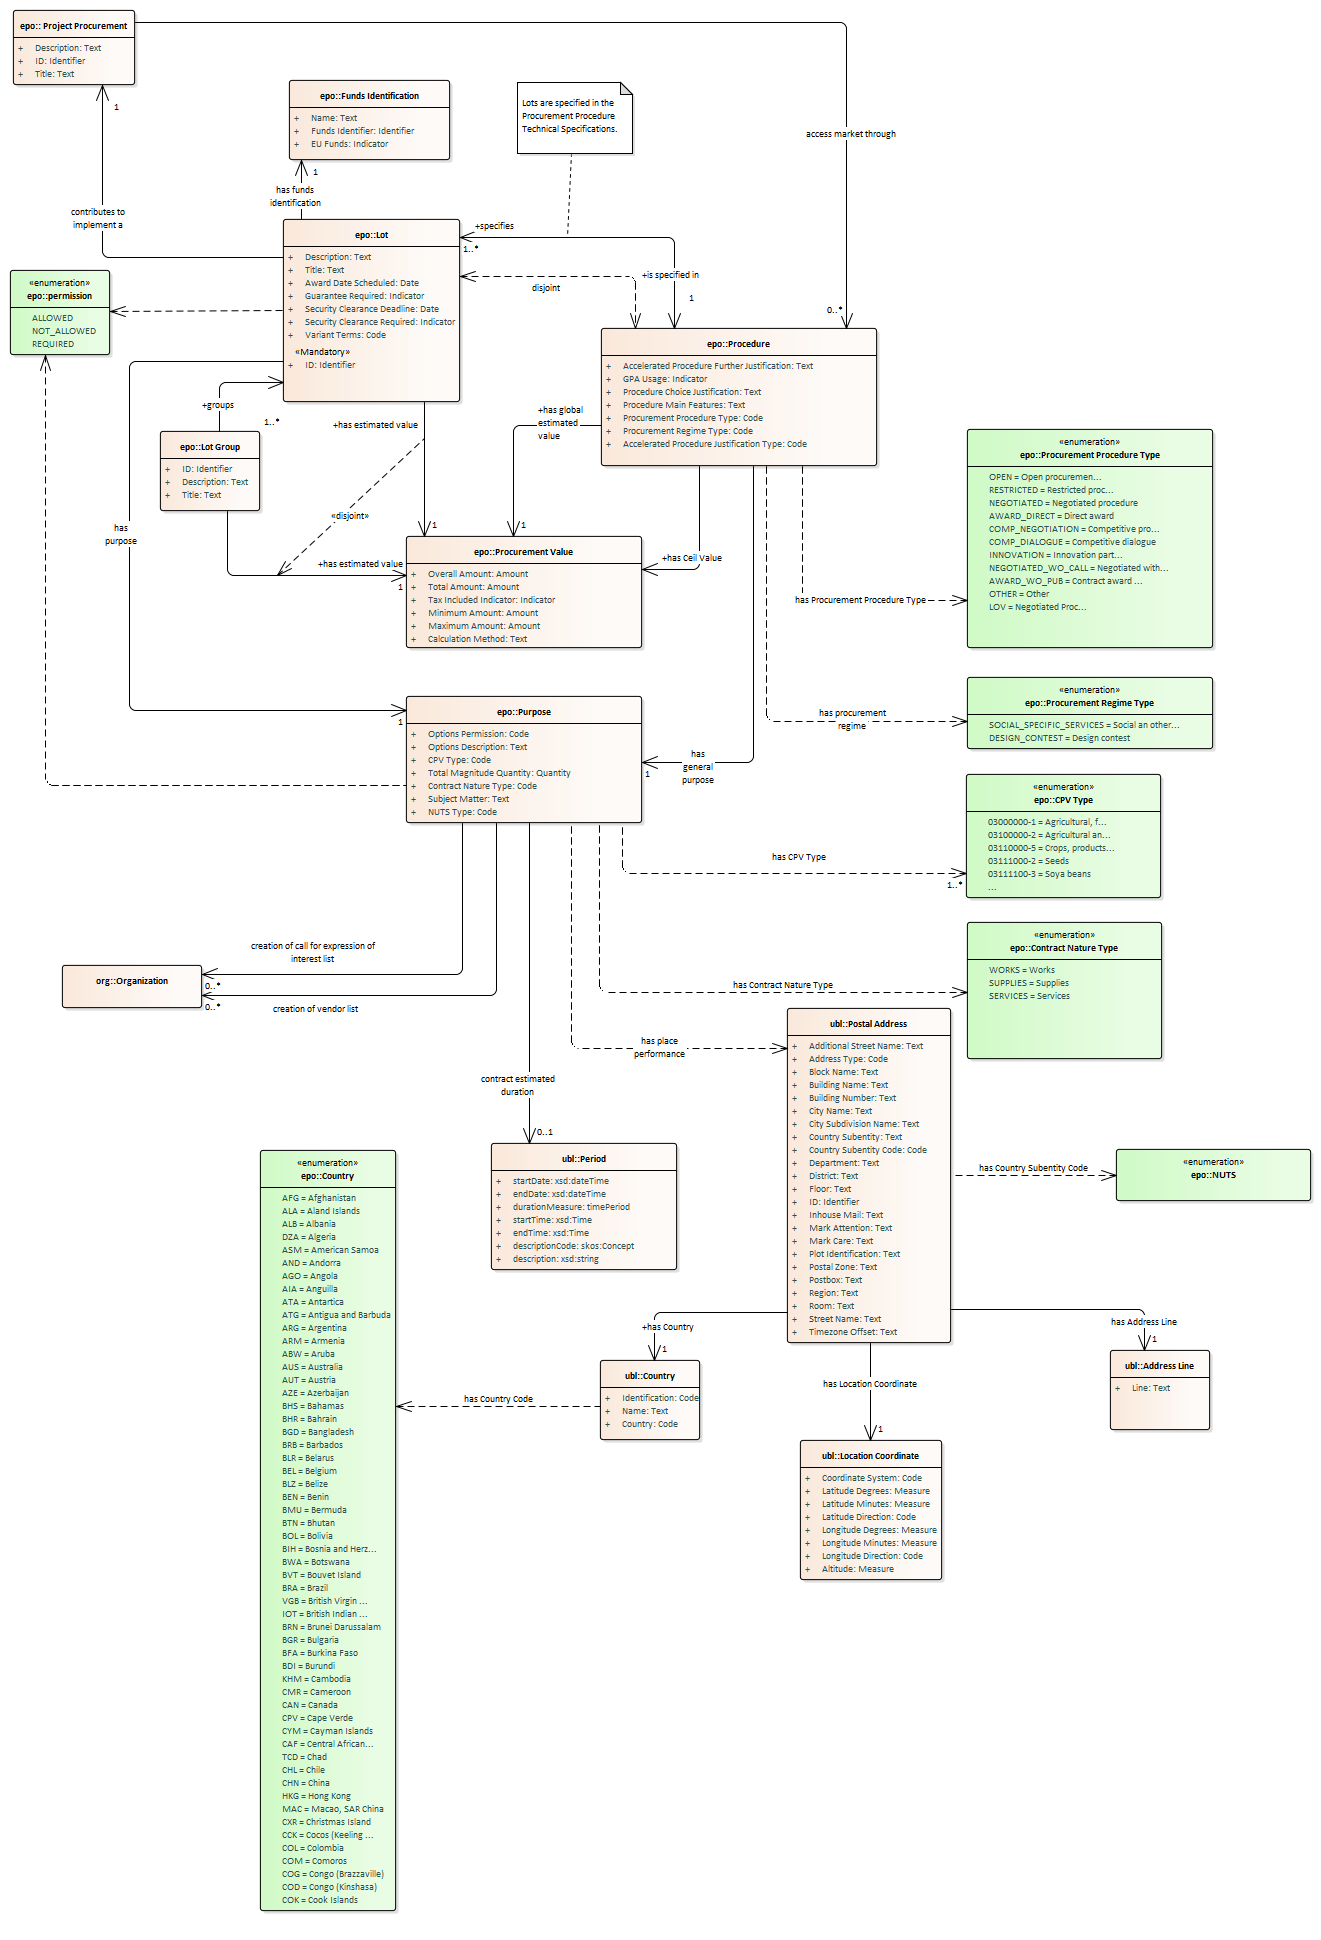 epo:: Project Procurement
+ Description: Text
+ ID: Identifier
+ Title: Text
1
epo::Funds Identification
+ Name: Text
+ Funds Identifier: Identifier
+ EU Funds: Indicator
1
has funds
identification
Lots are specified in the
Procurement Procedure
Technical Specifications.
access market through
0..*
contributes to
implement a
epo::Lot
+ Description: Text
+ Title: Text
+ Award Date Scheduled: Date
+ Guarantee Required: Indicator
+ Security Clearance Deadline: Date
+ Security Clearance Required: Indicator
+ Variant Terms: Code
«Mandatory»
+ ID: Identifier
+specifies
1..*
+is specified in
1
disjoint
«enumeration»
epo::permission
ALLOWED
NOT_ALLOWED
REQUIRED
epo::Procedure
+ Accelerated Procedure Further Justification: Text
+ GPA Usage: Indicator
+ Procedure Choice Justification: Text
+ Procedure Main Features: Text
+ Procurement Procedure Type: Code
+ Procurement Regime Type: Code
+ Accelerated Procedure Justification Type: Code
+groups
1..*
epo::Lot Group
+ ID: Identifier
+ Description: Text
+ Title: Text
+has estimated value
1
+has global
estimated
value
1
«disjoint»
has
purpose
+has estimated value
1
+has Ceil Value
epo::Procurement Value
+ Overall Amount: Amount
+ Total Amount: Amount
+ Tax Included Indicator: Indicator
+ Minimum Amount: Amount
+ Maximum Amount: Amount
+ Calculation Method: Text
«enumeration»
epo::Procurement Procedure Type
OPEN = Open procuremen...
RESTRICTED = Restricted proc...
NEGOTIATED = Negotiated procedure
AWARD_DIRECT = Direct award
COMP_NEGOTIATION = Competitive pro...
COMP_DIALOGUE = Competitive dialogue
INNOVATION = Innovation part...
NEGOTIATED_WO_CALL = Negotiated with...
AWARD_WO_PUB = Contract award ...
OTHER = Other
LOV = Negotiated Proc...
has Procurement Procedure Type
«enumeration»
epo::Procurement Regime Type
SOCIAL_SPECIFIC_SERVICES = Social an other...
DESIGN_CONTEST = Design contest
has procurement
regime
1
epo::Purpose
+ Options Permission: Code
+ Options Description: Text
+ CPV Type: Code
+ Total Magnitude Quantity: Quantity
+ Contract Nature Type: Code
+ Subject Matter: Text
+ NUTS Type: Code
has
general
purpose
1
«enumeration»
epo::CPV Type
03000000-1 = Agricultural, f...
03100000-2 = Agricultural an...
03110000-5 = Crops, products...
03111000-2 = Seeds
03111100-3 = Soya beans
...
has CPV Type
1..*
«enumeration»
epo::Contract Nature Type
WORKS = Works
SUPPLIES = Supplies
SERVICES = Services
has Contract Nature Type
creation of call for expression of
interest list
0..*
org::Organization
0..*
creation of vendor list
has place
performance
contract estimated
duration
0..1
ubl::Postal Address
+ Additional Street Name: Text
+ Address Type: Code
+ Block Name: Text
+ Building Name: Text
+ Building Number: Text
+ City Name: Text
+ City Subdivision Name: Text
+ Country Subentity: Text
+ Country Subentity Code: Code
+ Department: Text
+ District: Text
+ Floor: Text
+ ID: Identifier
+ Inhouse Mail: Text
+ Mark Attention: Text
+ Mark Care: Text
+ Plot Identification: Text
+ Postal Zone: Text
+ Postbox: Text
+ Region: Text
+ Room: Text
+ Street Name: Text
+ Timezone Offset: Text
has Country Subentity Code
«enumeration»
epo::NUTS
ubl::Period
+ startDate: xsd:dateTime
+ endDate: xsd:dateTime
+ durationMeasure: timePeriod
+ startTime: xsd:Time
+ endTime: xsd:Time
+ descriptionCode: skos:Concept
+ description: xsd:string
+has Country
1
ubl::Country
+ Identification: Code
+ Name: Text
+ Country: Code
has Country Code
has Location Coordinate
1
ubl::Location Coordinate
+ Coordinate System: Code
+ Latitude Degrees: Measure
+ Latitude Minutes: Measure
+ Latitude Direction: Code
+ Longitude Degrees: Measure
+ Longitude Minutes: Measure
+ Longitude Direction: Code
+ Altitude: Measure
has Address Line
1
ubl::Address Line
+ Line: Text
«enumeration»
epo::Country
AFG = Afghanistan
ALA = Aland Islands
ALB = Albania
DZA = Algeria
ASM = American Samoa
AND = Andorra
AGO = Angola
AIA = Anguilla
ATA = Antartica
ATG = Antigua and Barbuda
ARG = Argentina
ARM = Armenia
ABW = Aruba
AUS = Australia
AUT = Austria
AZE = Azerbaijan
BHS = Bahamas
BHR = Bahrain
BGD = Bangladesh
BRB = Barbados
BLR = Belarus
BEL = Belgium
BLZ = Belize
BEN = Benin
BMU = Bermuda
BTN = Bhutan
BOL = Bolivia
BIH = Bosnia and Herz...
BWA = Botswana
BVT = Bouvet Island
BRA = Brazil
VGB = British Virgin ...
IOT = British Indian ...
BRN = Brunei Darussalam
BGR = Bulgaria
BFA = Burkina Faso
BDI = Burundi
KHM = Cambodia
CMR = Cameroon
CAN = Canada
CPV = Cape Verde
CYM = Cayman Islands
CAF = Central African...
TCD = Chad
CHL = Chile
CHN = China
HKG = Hong Kong
MAC = Macao, SAR China
CXR = Christmas Island
CCK = Cocos (Keeling ...
COL = Colombia
COM = Comoros
COG = Congo (Brazzaville)
COD = Congo (Kinshasa)
COK = Cook Islands